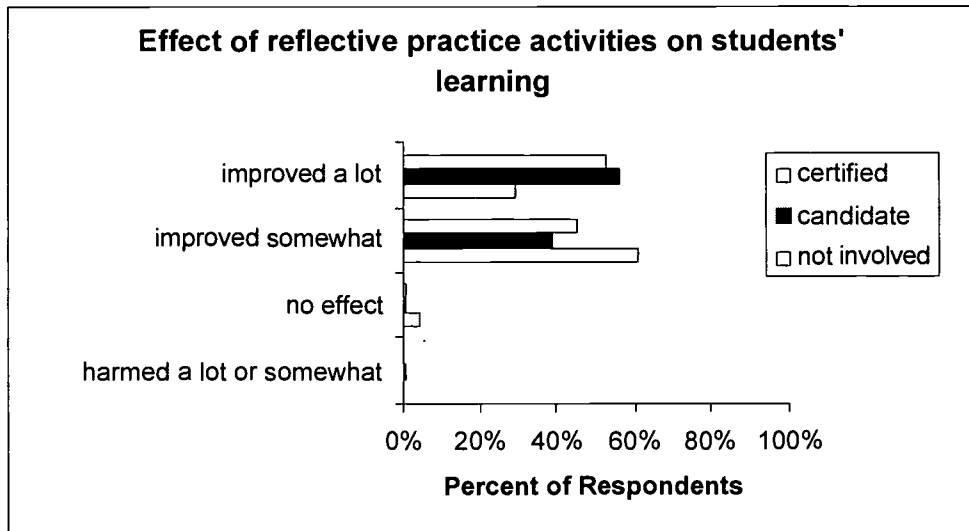 Effect of reflective practice activities on students'
learning
improved a lot
improved somewhat
no effect
harmed a lot or somewhat
certified
candidate
not involved
0% 20% 40% 60% 80% 100%
Percent of Respondents